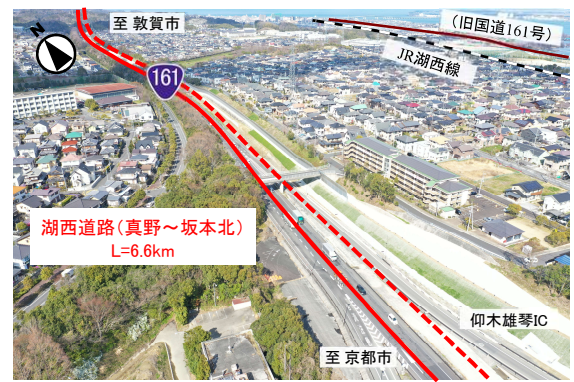 至 敦賀市
(旧国道161号)
N
JR湖西線
161
湖西道路(真野～坂本北)
L=6.6km
仰木雄琴IC
至 京都市